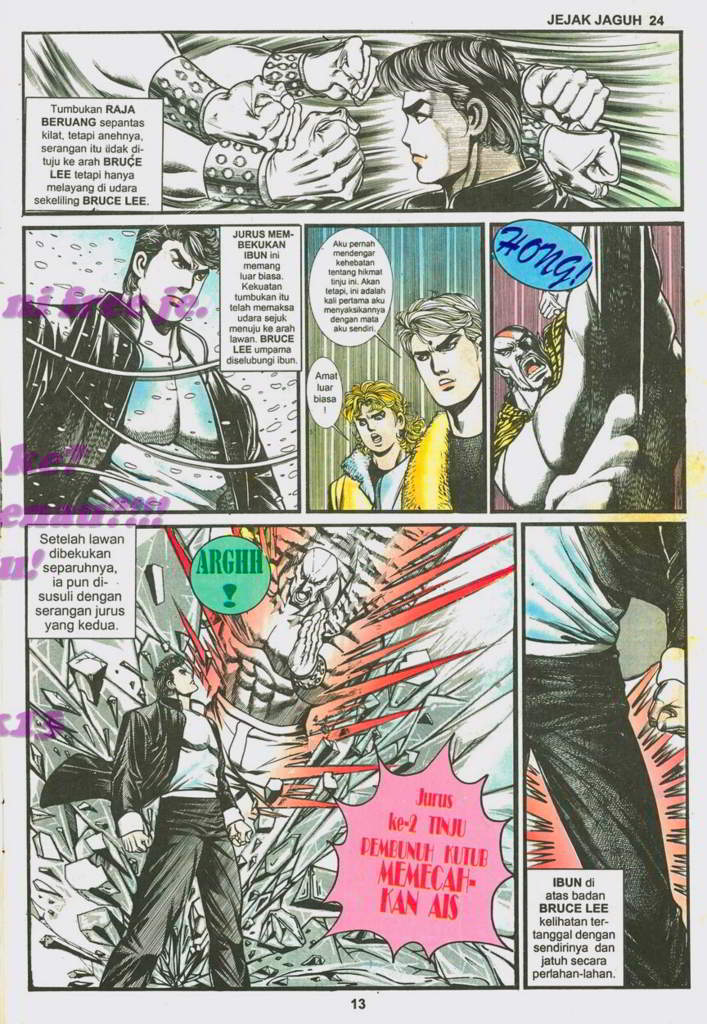 JEJAK JAGUH 24
Tumbukan RAJA
BERUANG sepantas
kilat, tetapi anehnya,
serangan itu tidak di-
tuju ke arah BRUCE
LEE tetapi hanya
melayang di udara
sekeliling BRUCE LEE.
JURUS MEM-
BEKUKAN
IBUN ini
memang
luar biasa.
Kekuatan
tumbukan itu
telah memaksa
udara sejuk
menuju ke arah
lawan. BRUCE
LEE umpama
diselubungi ibun.
Aku pernah
mendengar
kehebatan
tentang hikmat
tinju ini. Akan
tetapi, ini adalah
kali pertama aku
menyaksikannya
dengan mata
aku sendiri.
Amat
luar
biasa
!
HONG!
ni free je.
ke!
u!
Setelah lawan
dibekukan
separuhnya,
ia pun di-
susuli dengan
serangan jurus
yang kedua.
ARGHH
!
Jurus
ke-2 TINJU
PEMBUNUH KUTUB
MEMECAH-
KAN AIS
IBUN di
atas badan
BRUCE LEE
kelihatan ter-
tanggal dengan
sendirinya dan
jatuh secara
perlahan-lahan.
13